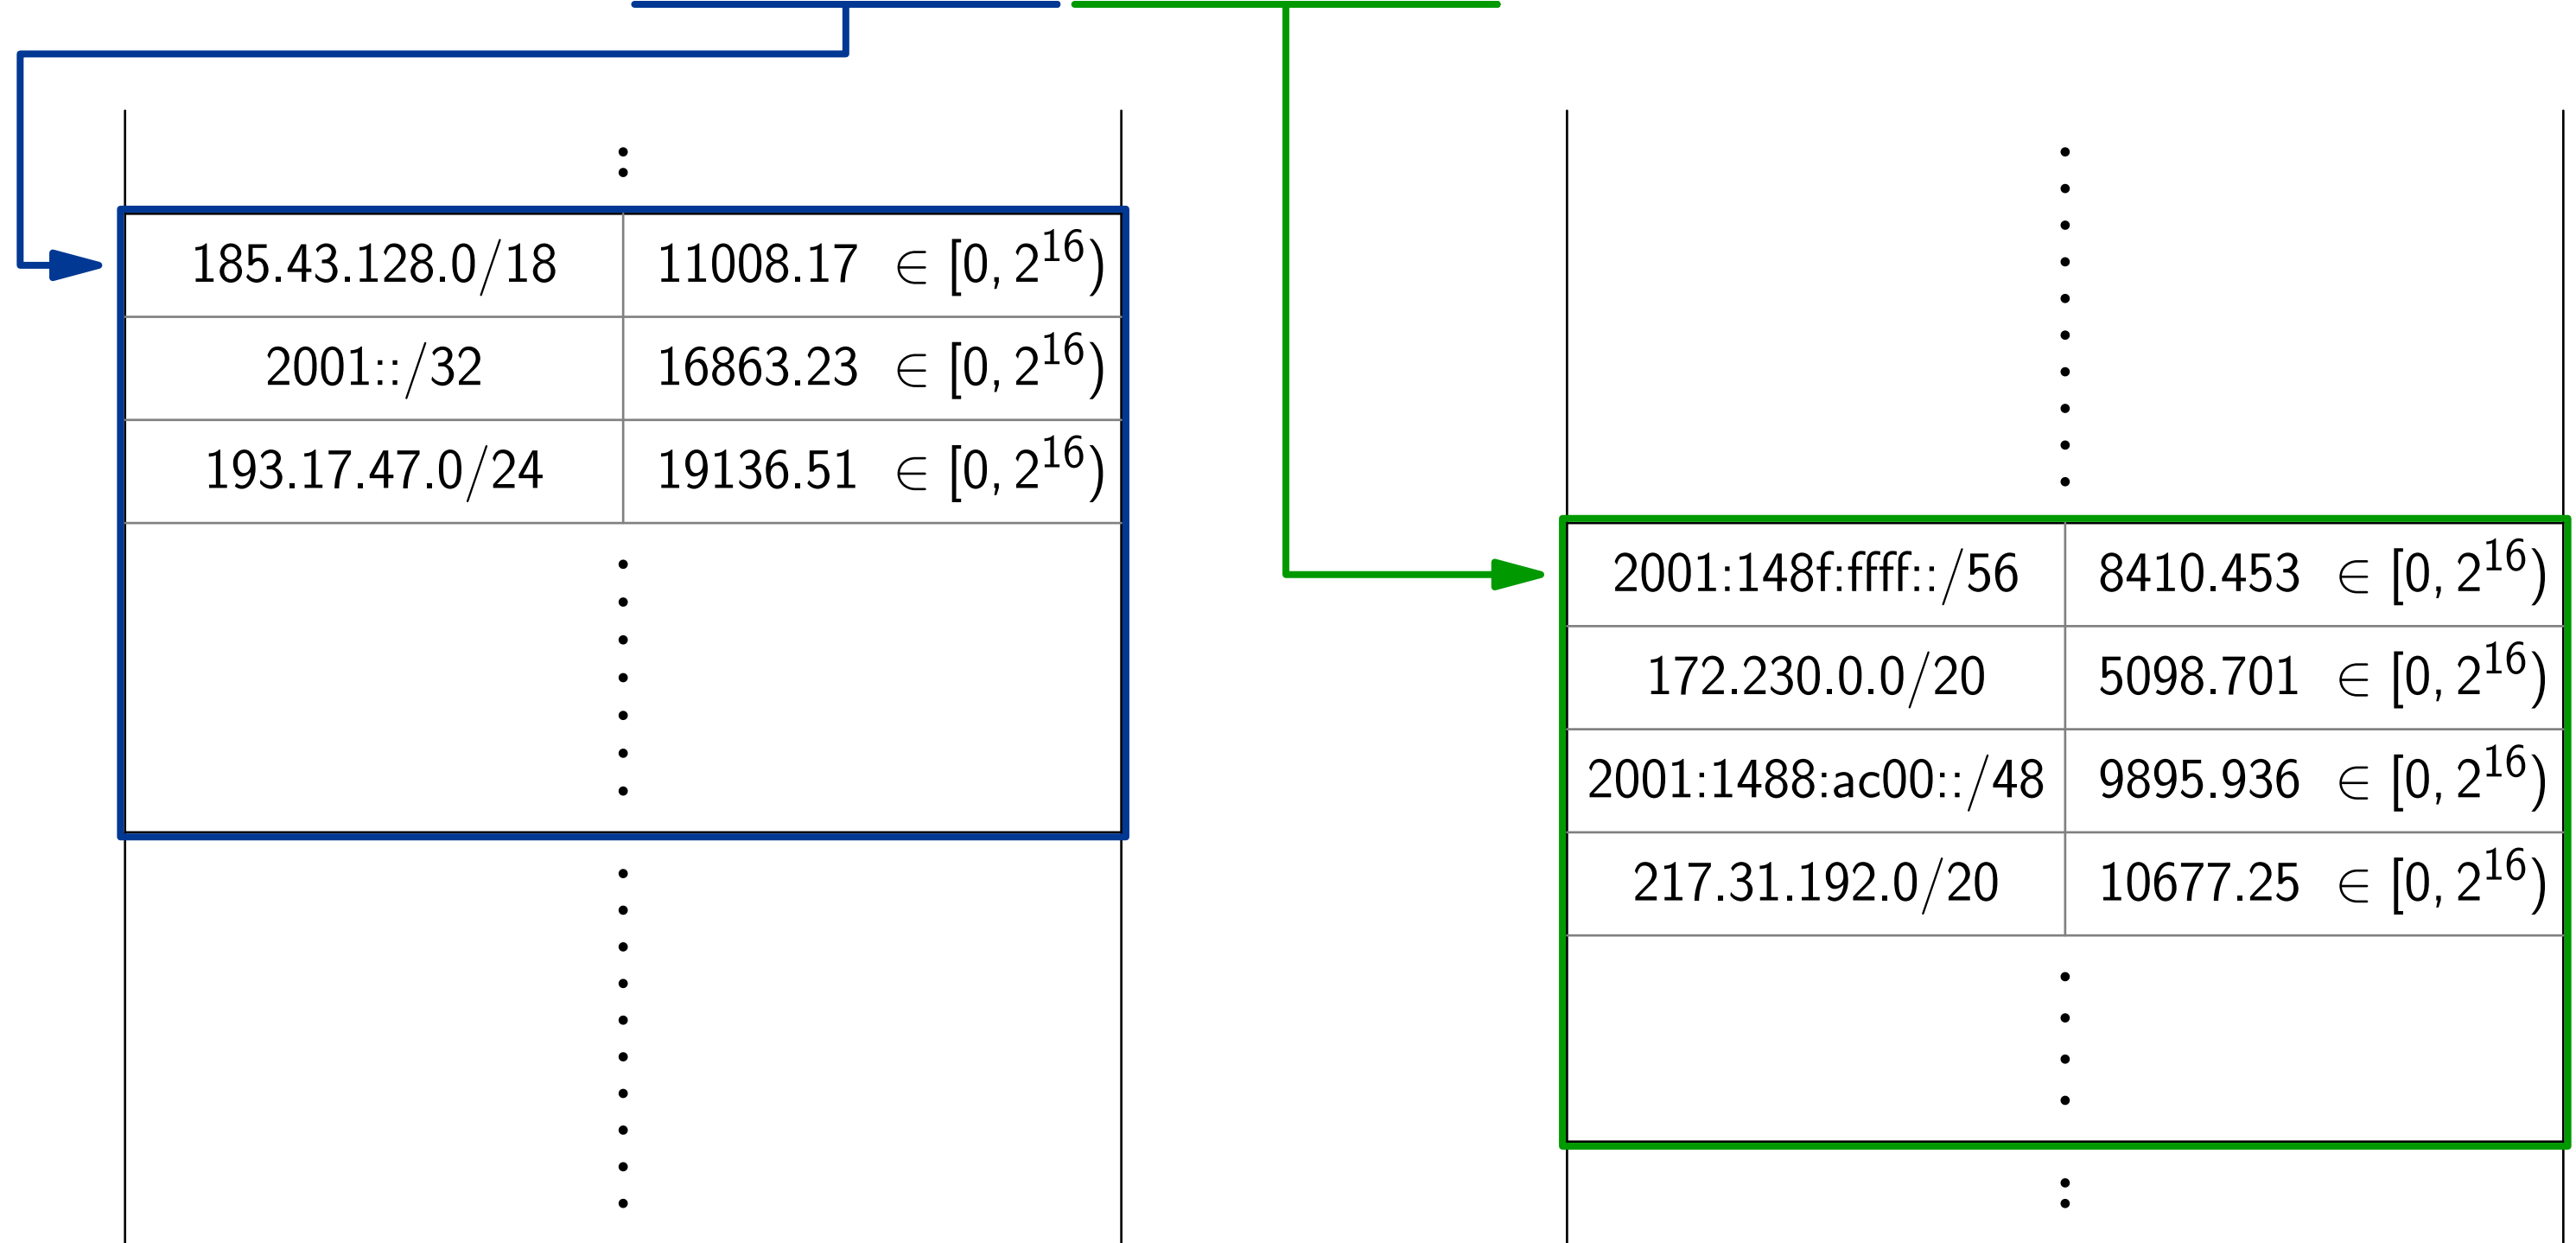 185.43.128.0/18 11008.17 ∈ [0, 2^16)
2001::/32 16863.23 ∈ [0, 2^16)
193.17.47.0/24 19136.51 ∈ [0, 2^16)
2001:148f:ffff::/56 8410.453 ∈ [0, 2^16)
172.230.0.0/20 5098.701 ∈ [0, 2^16)
2001:1488:ac00::/48 9895.936 ∈ [0, 2^16)
217.31.192.0/20 10677.25 ∈ [0, 2^16)